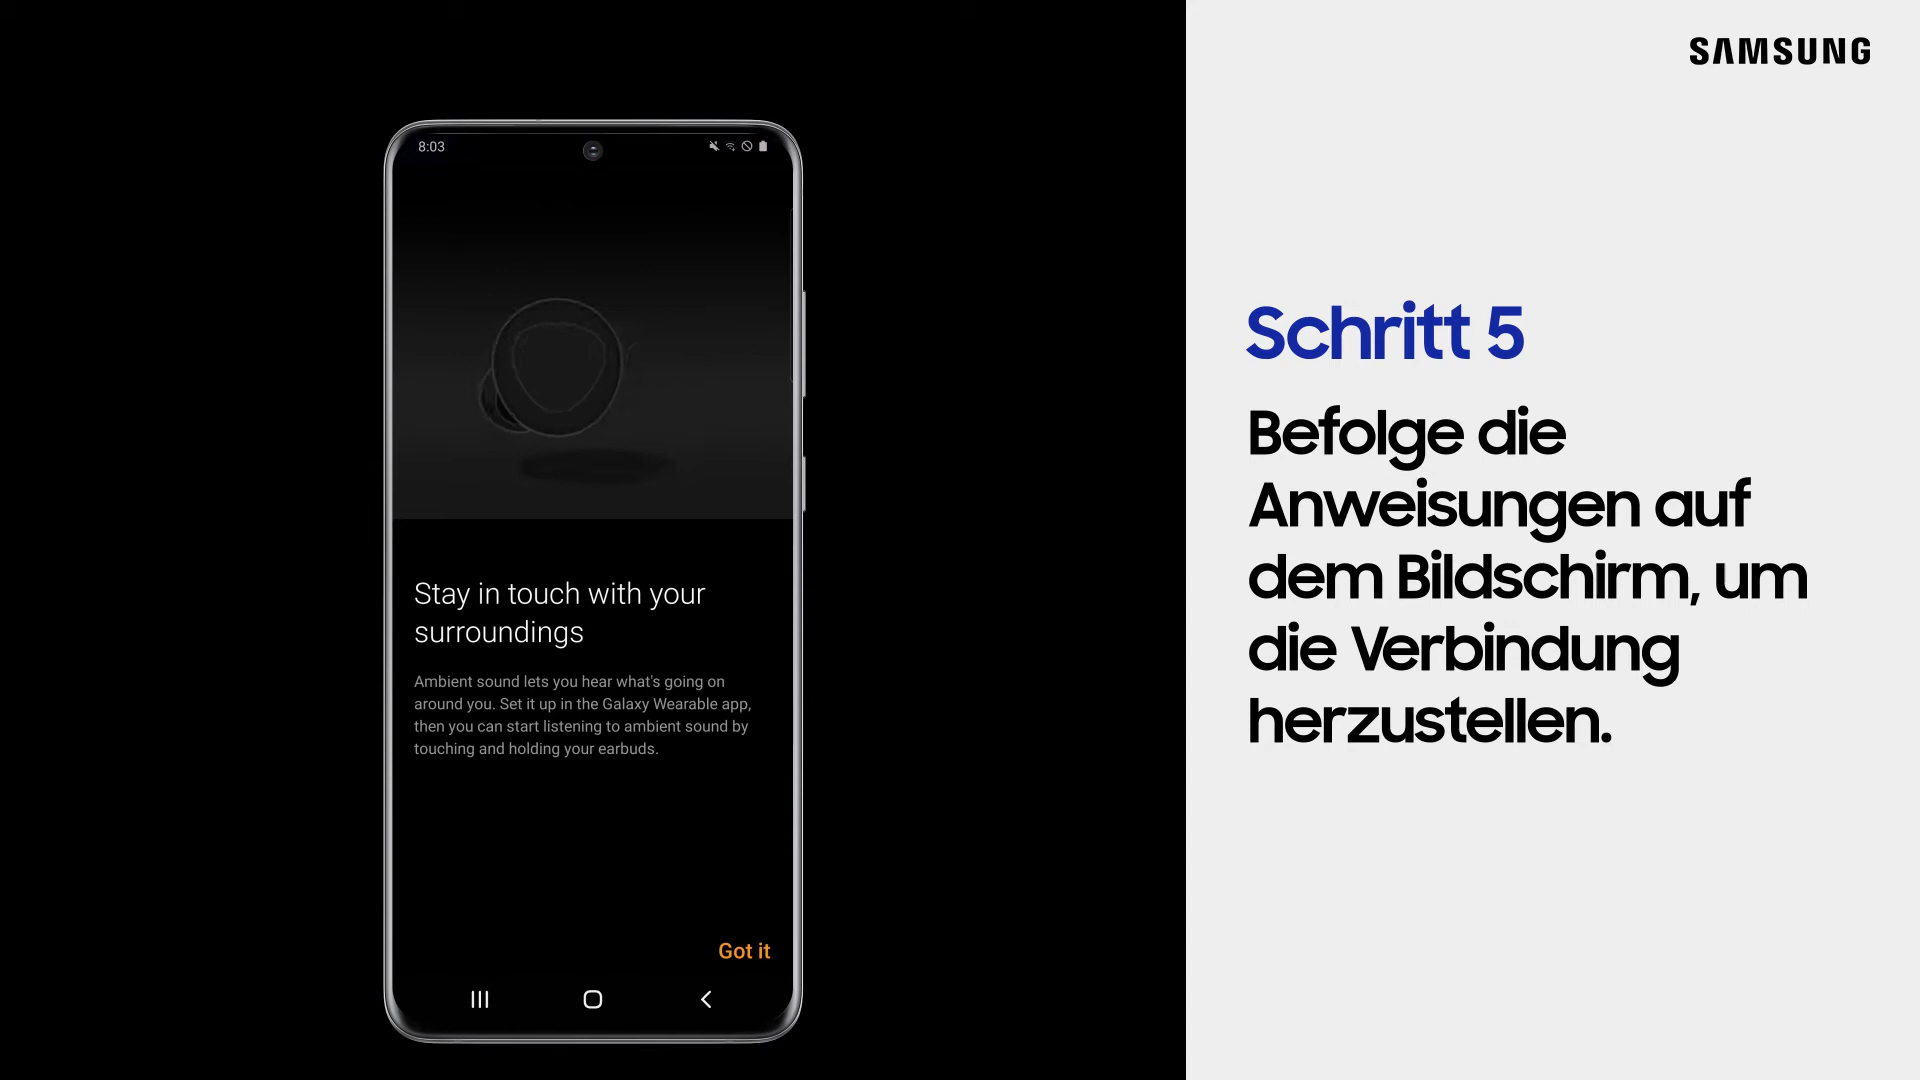 8:03
Stay in touch with your
surroundings
Ambient sound lets you hear what's going on
around you. Set it up in the Galaxy Wearable app,
then you can start listening to ambient sound by
touching and holding your earbuds.
Got it
SAMSUNG
Schritt 5
Befolge die
Anweisungen auf
dem Bildschirm, um
die Verbindung
herzustellen.